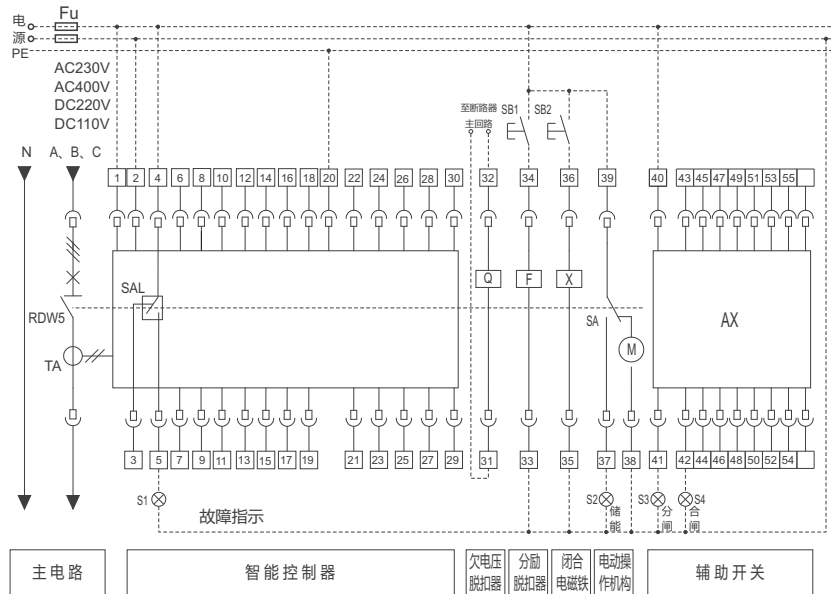 电
源
PE
Fu
AC230V
AC400V
DC220V
DC110V
至断路器
主回路
SB1
SB2
N
A、B、C
1 2 4 6 8 10 12 14 16 18 20 22 24 26 28 30 32 34 36 39 40 43 45 47 49 51 53 55
SAL
Q
F
X
RDW5
SA
AX
M
TA
3 5 7 9 11 13 15 17 19 21 23 25 27 29 31 33 35 37 38 41 42 44 46 48 50 52 54
S1
故障指示
S2
储能
S3
分闸
S4
合闸
主电路
智能控制器
欠电压
脱扣器
分励
脱扣器
闭合
电磁铁
电动操
作机构
辅助开关